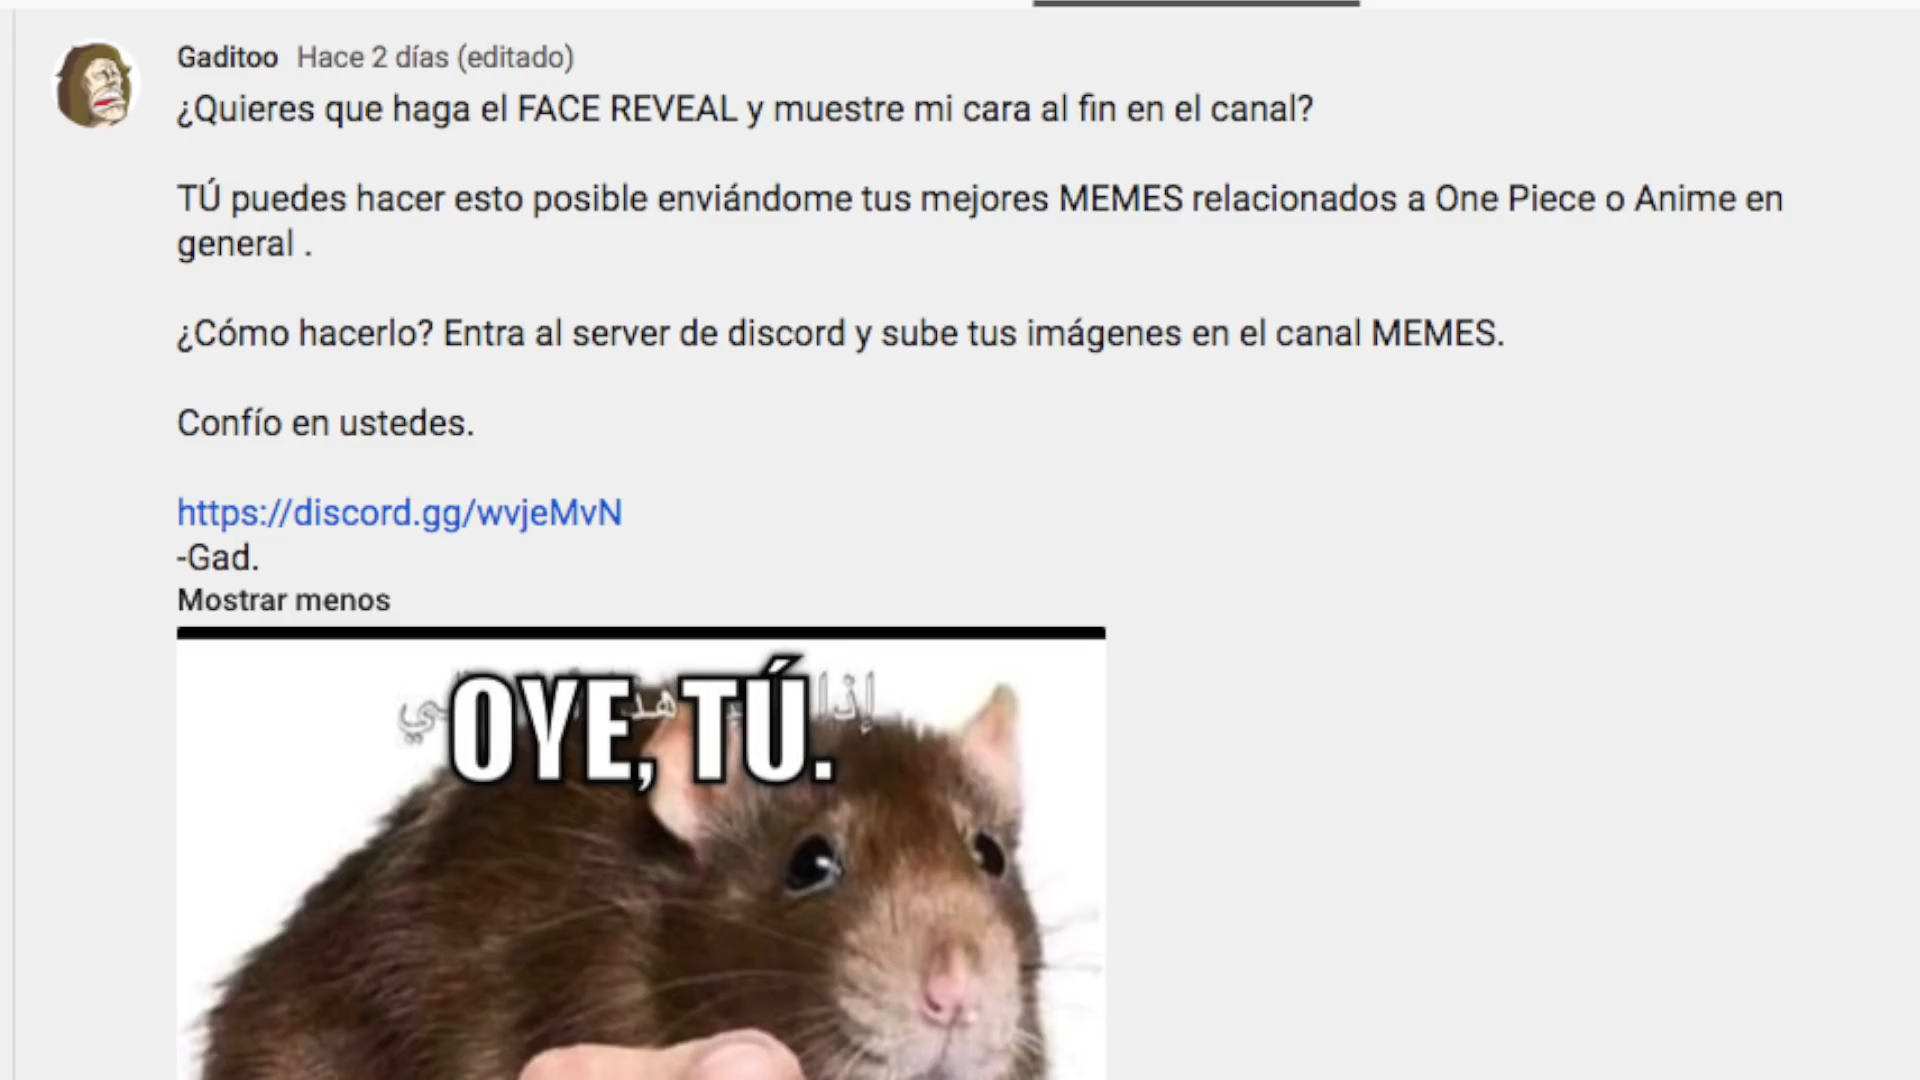 Gaditoo Hace 2 días (editado)
¿Quieres que haga el FACE REVEAL y muestre mi cara al fin en el canal?
TÚ puedes hacer esto posible enviándome tus mejores MEMES relacionados a One Piece o Anime en
general .
¿Cómo hacerlo? Entra al server de discord y sube tus imágenes en el canal MEMES.
Confío en ustedes.
https://discord.gg/wvjeMvN
-Gad.
Mostrar menos
OYE, TÚ.